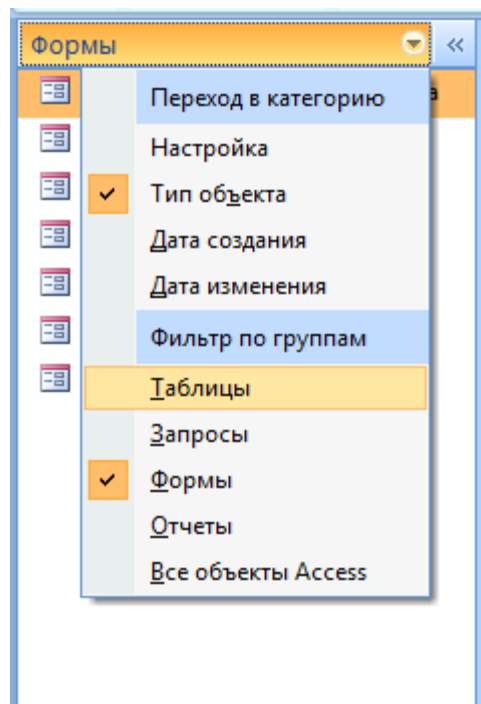 Формы
Переход в категорию
Настройка
Тип объекта
Дата создания
Дата изменения
Фильтр по группам
Таблицы
Запросы
Формы
Отчеты
Все объекты Access